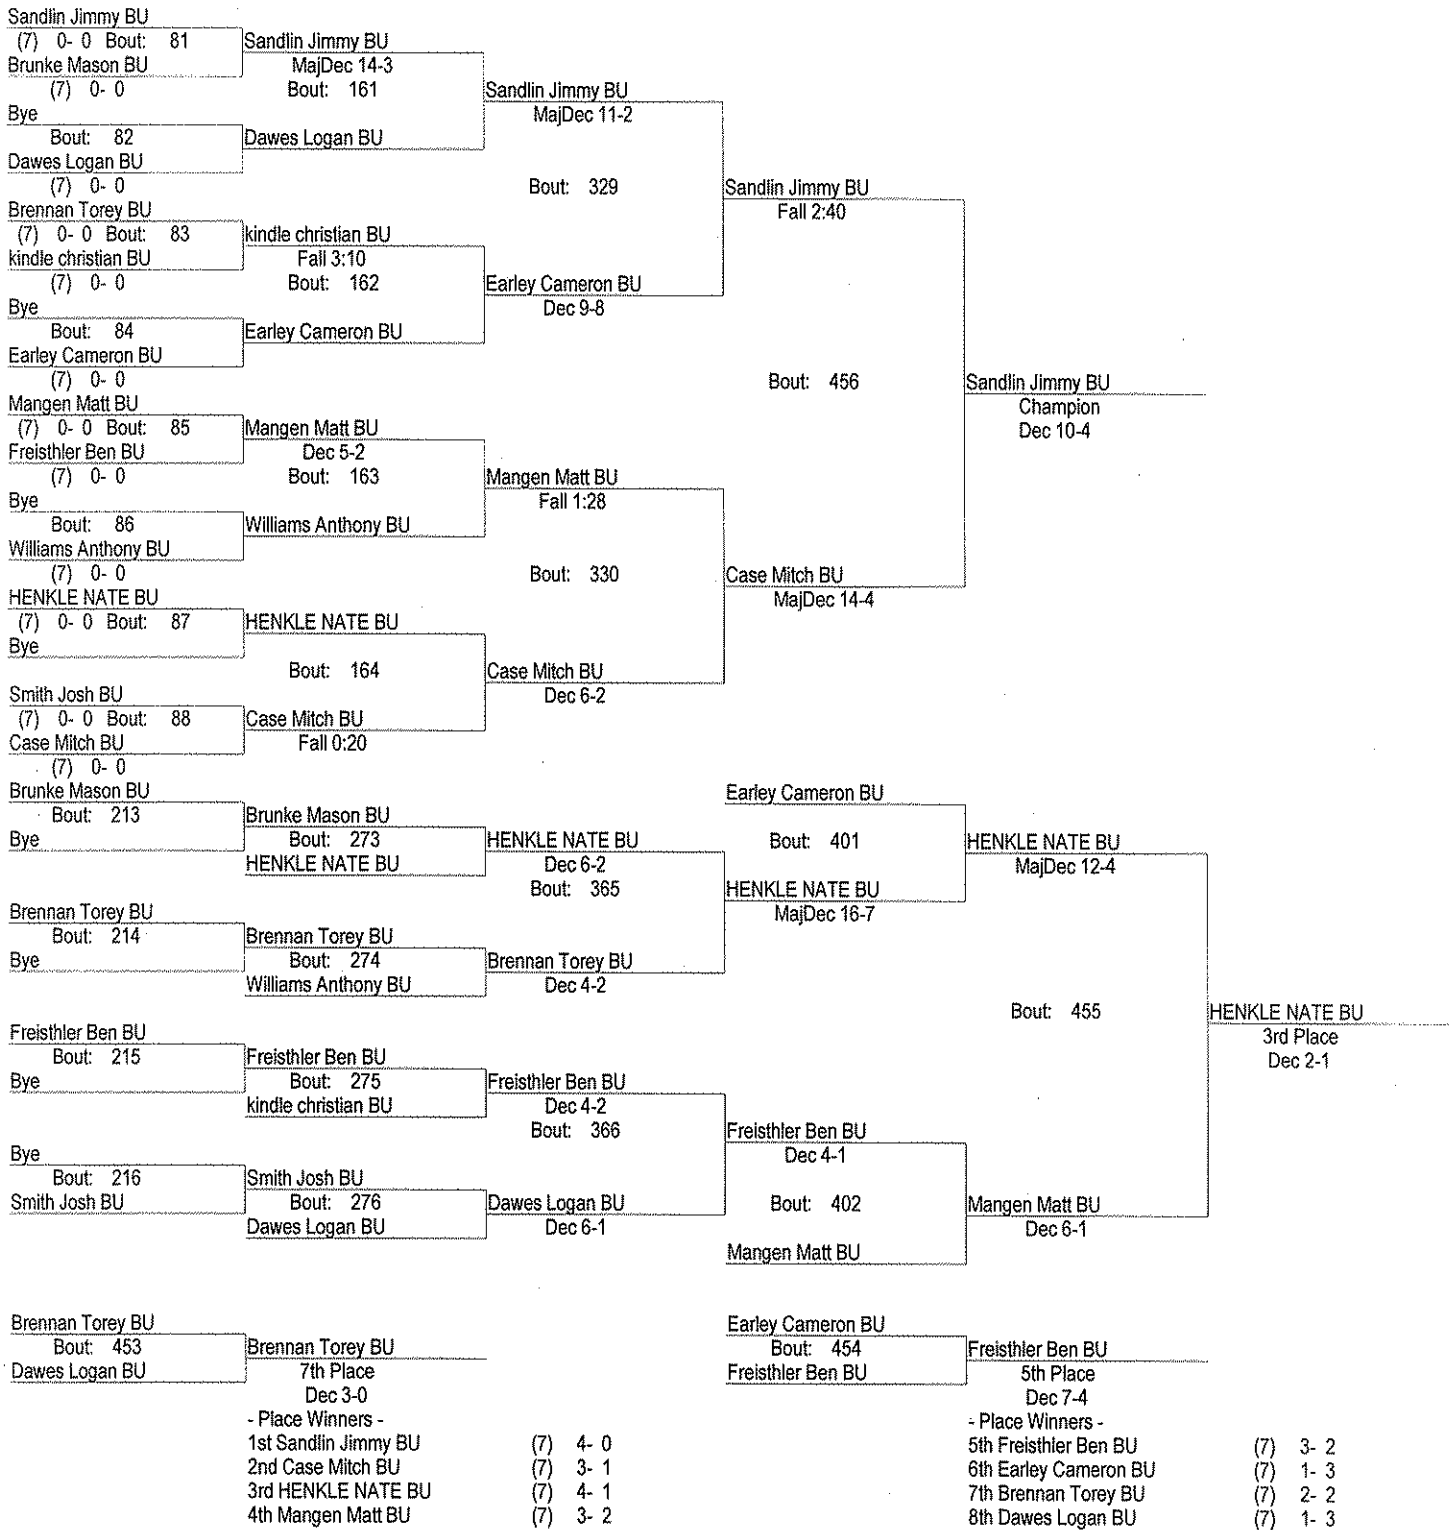 Sandlin Jimmy BU
(7) 0- 0 Bout: 81
Sandlin Jimmy BU
Brunke Mason BU
MajDec 14-3
(7) 0- 0
Bout: 161
Sandlin Jimmy BU
Bye
MajDec 11-2
Bout: 82
Dawes Logan BU
Dawes Logan BU
(7) 0- 0
Bout: 329
Sandlin Jimmy BU
Brennan Torey BU
Fall 2:40
(7) 0- 0 Bout: 83
kindle christian BU
kindle christian BU
Fall 3:10
(7) 0- 0
Bout: 162
Earley Cameron BU
Bye
Dec 9-8
Bout: 84
Earley Cameron BU
Earley Cameron BU
(7) 0- 0
Bout: 456
Sandlin Jimmy BU
Mangen Matt BU
Champion
(7) 0- 0 Bout: 85
Mangen Matt BU
Dec 10-4
Freisthler Ben BU
Dec 5-2
(7) 0- 0
Bout: 163
Mangen Matt BU
Bye
Fall 1:28
Bout: 86
Williams Anthony BU
Williams Anthony BU
(7) 0- 0
Bout: 330
Case Mitch BU
HENKLE NATE BU
MajDec 14-4
(7) 0- 0 Bout: 87
HENKLE NATE BU
Bye
Bout: 164
Case Mitch BU
Smith Josh BU
Dec 6-2
(7) 0- 0 Bout: 88
Case Mitch BU
Case Mitch BU
Fall 0:20
(7) 0- 0
Brunke Mason BU
Earley Cameron BU
Bout: 213
Brunke Mason BU
Bye
Bout: 273
HENKLE NATE BU
Bout: 401
HENKLE NATE BU
HENKLE NATE BU
Dec 6-2
MajDec 12-4
Bout: 365
HENKLE NATE BU
Brennan Torey BU
MajDec 16-7
Bout: 214
Brennan Torey BU
Bye
Bout: 274
Brennan Torey BU
Williams Anthony BU
Dec 4-2
Bout: 455
HENKLE NATE BU
Freisthler Ben BU
3rd Place
Bout: 215
Freisthler Ben BU
Dec 2-1
Bye
Bout: 275
Freisthler Ben BU
kindle christian BU
Dec 4-2
Bout: 366
Freisthler Ben BU
Bye
Dec 4-1
Bout: 216
Smith Josh BU
Smith Josh BU
Bout: 276
Dawes Logan BU
Bout: 402
Mangen Matt BU
Dawes Logan BU
Dec 6-1
Dec 6-1
Mangen Matt BU
Brennan Torey BU
Earley Cameron BU
Bout: 453
Brennan Torey BU
Bout: 454
Freisthler Ben BU
Dawes Logan BU
7th Place
Freisthler Ben BU
5th Place
Dec 3-0
Dec 7-4
- Place Winners -
- Place Winners -
1st Sandlin Jimmy BU (7) 4- 0
5th Freisthler Ben BU (7) 3- 2
2nd Case Mitch BU (7) 3- 1
6th Earley Cameron BU (7) 1- 3
3rd HENKLE NATE BU (7) 4- 1
7th Brennan Torey BU (7) 2- 2
4th Mangen Matt BU (7) 3- 2
8th Dawes Logan BU (7) 1- 3